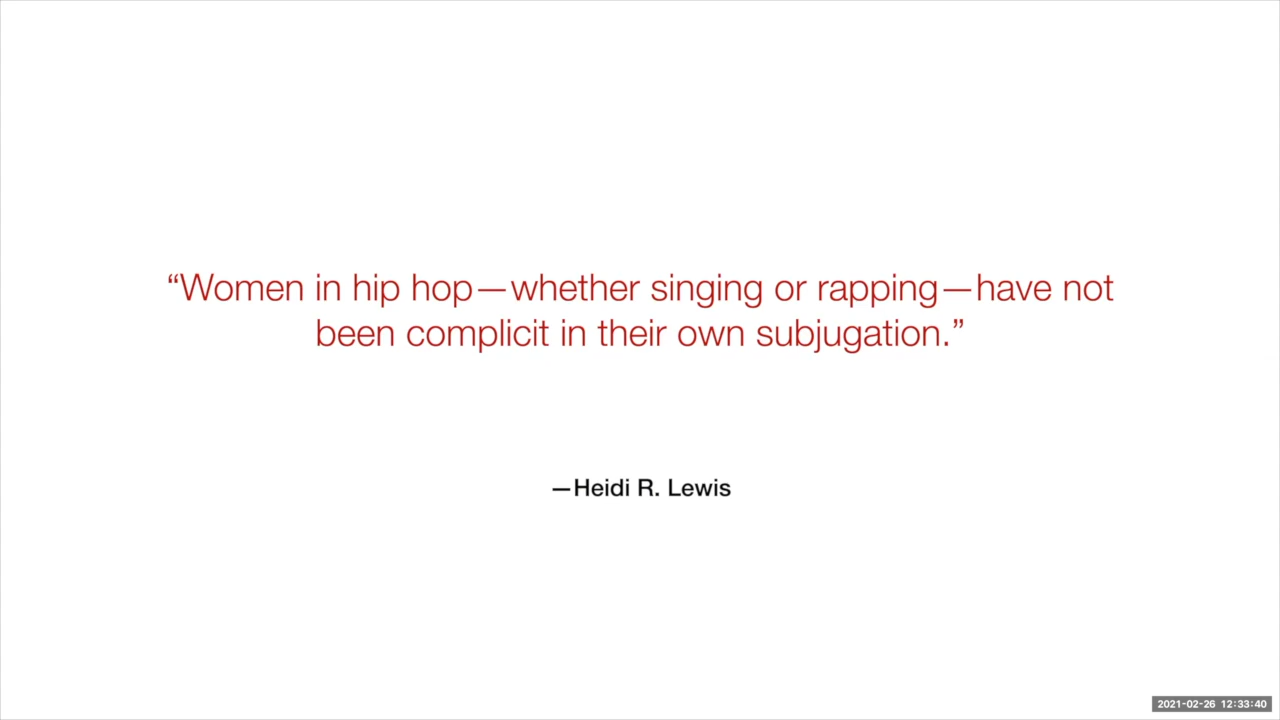 “Women in hip hop—whether singing or rapping—have not
been complicit in their own subjugation.”
—Heidi R. Lewis
2021-02-26 12:33:40